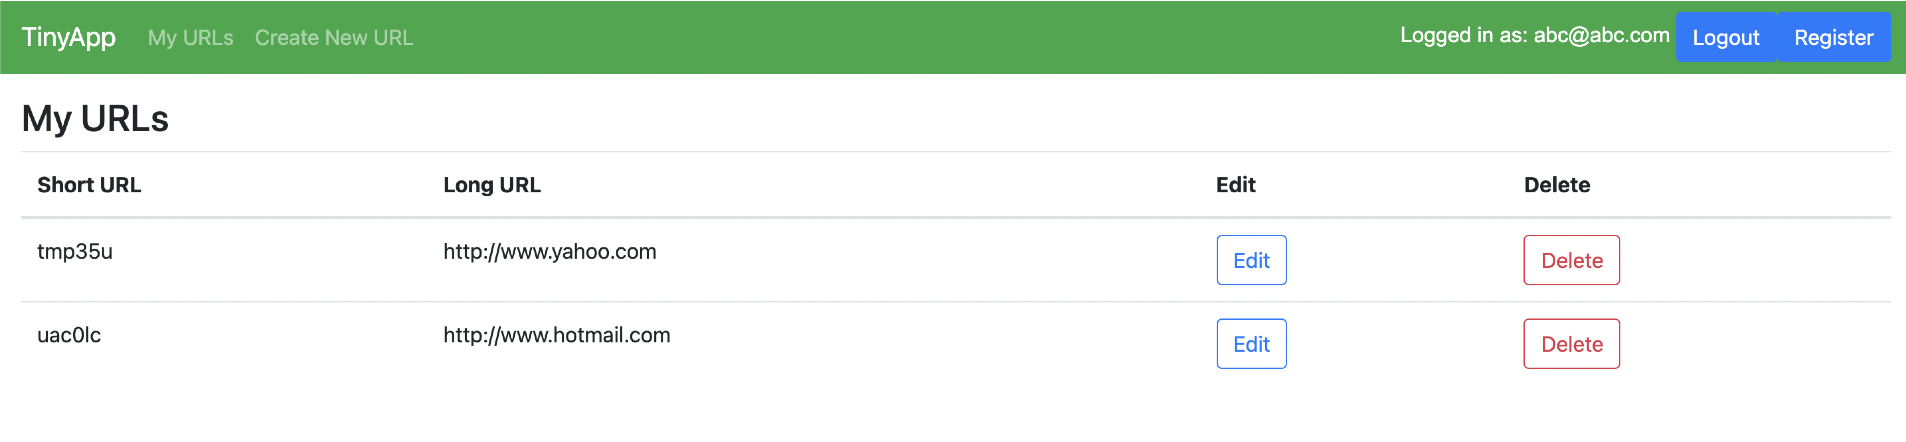 TinyApp My URLs Create New URL Logged in as: abc@abc.com Logout Register
My URLs
Short URL Long URL Edit Delete
tmp35u http://www.yahoo.com Edit Delete
uac0lc http://www.hotmail.com Edit Delete